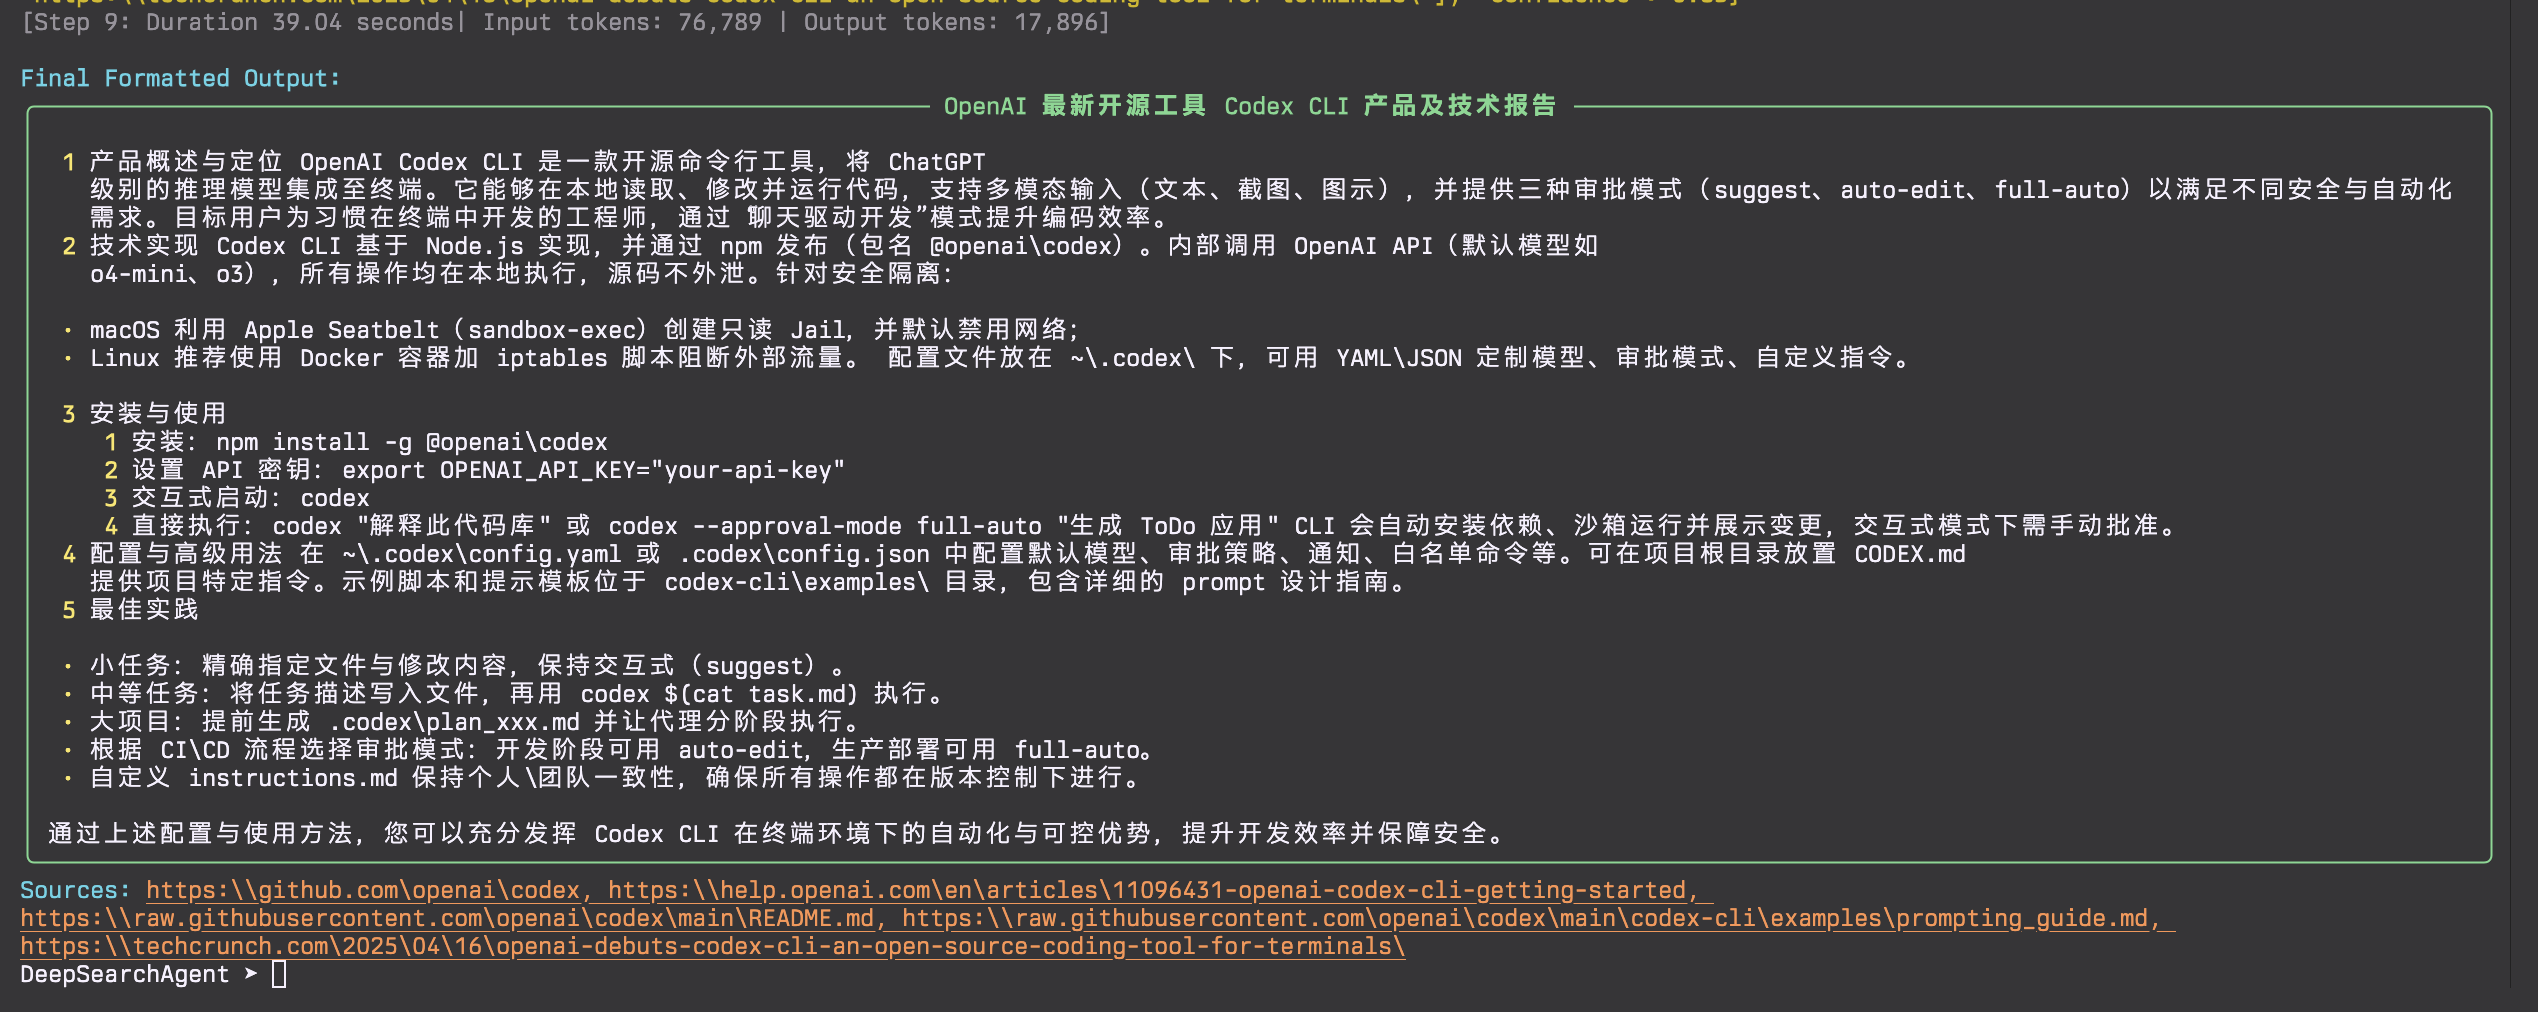 [Step 9: Duration 39.04 seconds| Input tokens: 76,789 | Output tokens: 17,896]
Final Formatted Output:
OpenAI 最新开源工具 Codex CLI 产品及技术报告
1 产品概述与定位 OpenAI Codex CLI 是一款开源命令行工具，将 ChatGPT
级别的推理模型集成至终端。它能够在本地读取、修改并运行代码，支持多模态输入（文本、截图、图示），并提供三种审批模式（suggest、auto-edit、full-auto）以满足不同安全与自动化
需求。目标用户为习惯在终端中开发的工程师，通过“聊天驱动开发”模式提升编码效率。
2 技术实现 Codex CLI 基于 Node.js 实现，并通过 npm 发布（包名 @openai\codex）。内部调用 OpenAI API（默认模型如
o4-mini、o3），所有操作均在本地执行，源码不外泄。针对安全隔离：
• macOS 利用 Apple Seatbelt（sandbox-exec）创建只读 Jail，并默认禁用网络；
• Linux 推荐使用 Docker 容器加 iptables 脚本阻断外部流量。 配置文件放在 ~\.codex\ 下，可用 YAML\JSON 定制模型、审批模式、自定义指令。
3 安装与使用
1 安装: npm install -g @openai\codex
2 设置 API 密钥: export OPENAI_API_KEY="your-api-key"
3 交互式启动: codex
4 直接执行: codex "解释此代码库" 或 codex --approval-mode full-auto "生成 ToDo 应用" CLI 会自动安装依赖、沙箱运行并展示变更，交互式模式下需手动批准。
4 配置与高级用法 在 ~\.codex\config.yaml 或 .codex\config.json 中配置默认模型、审批策略、通知、白名单命令等。可在项目根目录放置 CODEX.md
提供项目特定指令。示例脚本和提示模板位于 codex-cli\examples\ 目录，包含详细的 prompt 设计指南。
5 最佳实践
• 小任务: 精确指定文件与修改内容，保持交互式（suggest）。
• 中等任务: 将任务描述写入文件，再用 codex $(cat task.md) 执行。
• 大项目: 提前生成 .codex\plan_xxx.md 并让代理分阶段执行。
• 根据 CI\CD 流程选择审批模式: 开发阶段可用 auto-edit，生产部署可用 full-auto。
• 自定义 instructions.md 保持个人\团队一致性，确保所有操作都在版本控制下进行。
通过上述配置与使用方法，您可以充分发挥 Codex CLI 在终端环境下的自动化与可控优势，提升开发效率并保障安全。
Sources: https:\\github.com\openai\codex, https:\\help.openai.com\en\articles\11096431-openai-codex-cli-getting-started,
https:\\raw.githubusercontent.com\openai\codex\main\README.md, https:\\raw.githubusercontent.com\openai\codex\main\codex-cli\examples\prompting_guide.md,
https:\\techcrunch.com\2025\04\16\openai-debuts-codex-cli-an-open-source-coding-tool-for-terminals\
DeepSearchAgent ➤